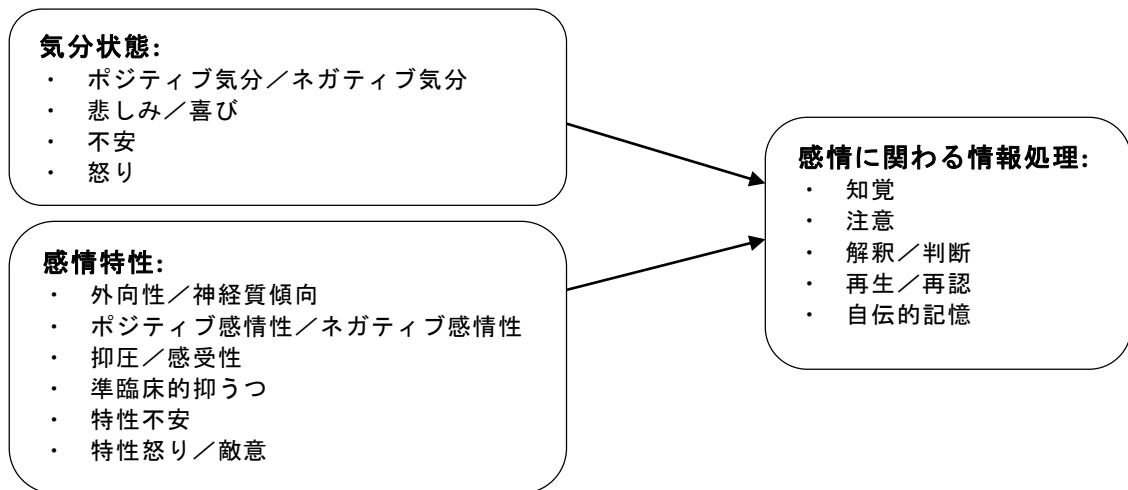 気分状態:
・ ポジティブ気分／ネガティブ気分
・ 悲しみ／喜び
・ 不安
・ 怒り
感情特性:
・ 外向性／神経質傾向
・ ポジティブ感情性／ネガティブ感情性
・ 抑圧／感受性
・ 準臨床的抑うつ
・ 特性不安
・ 特性怒り／敵意
感情に関わる情報処理:
・ 知覚
・ 注意
・ 解釈／判断
・ 再生／再認
・ 自伝的記憶